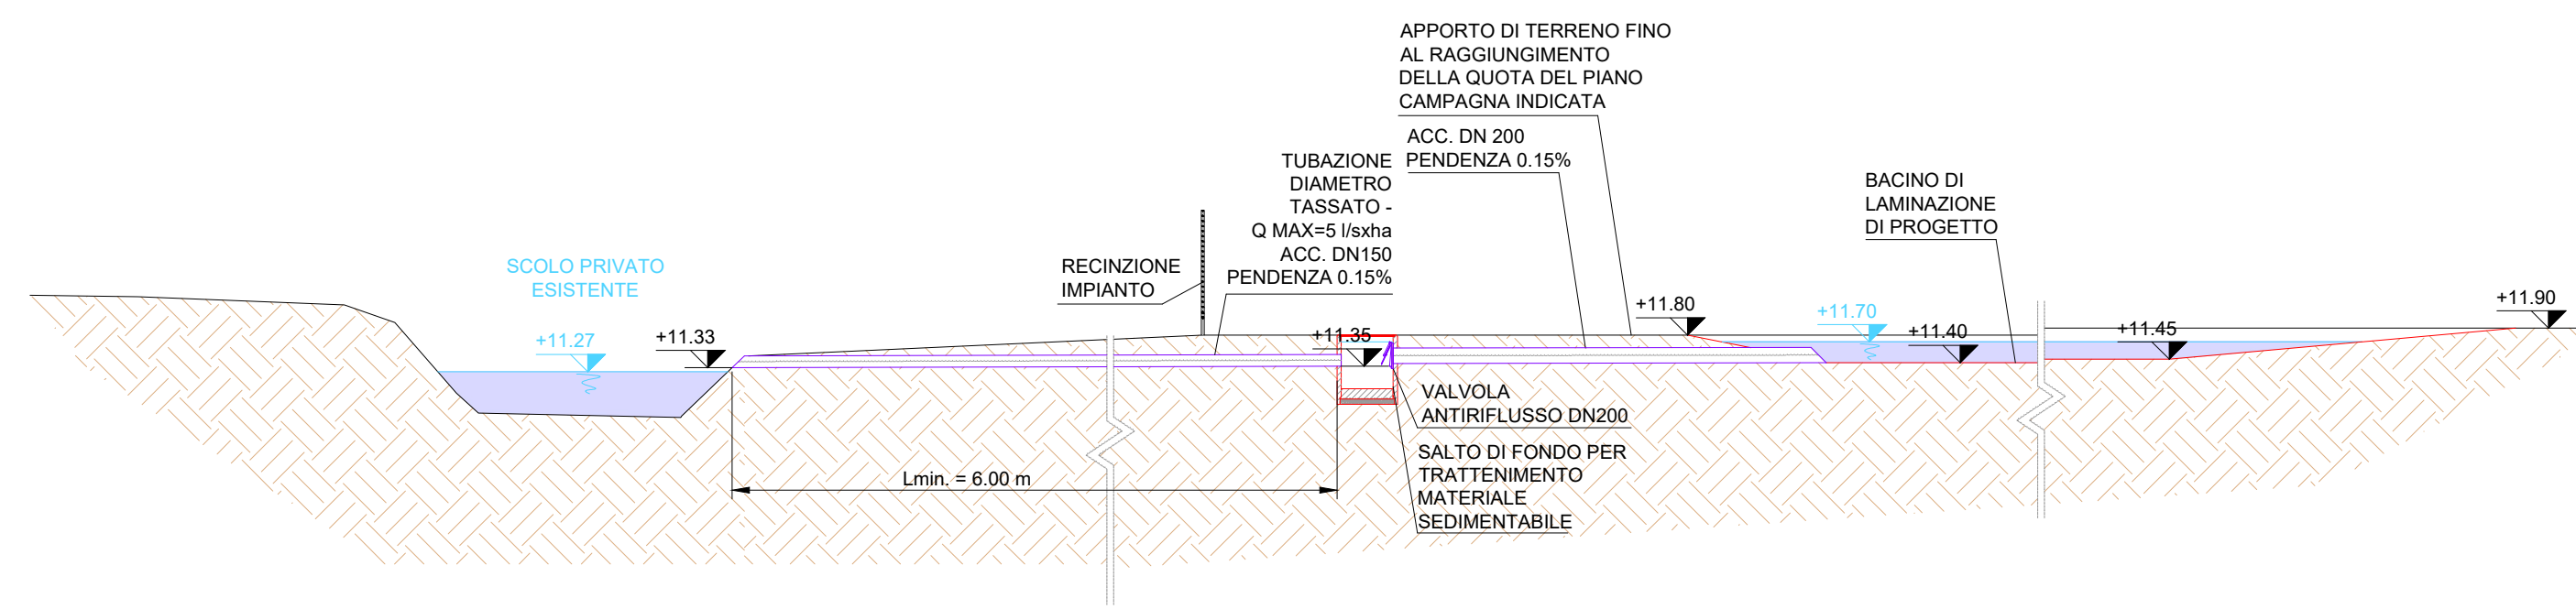 APPORTO DI TERRENO FINO
AL RAGGIUNGIMENTO
DELLA QUOTA DEL PIANO
CAMPAGNA INDICATA
ACC. DN 200
PENDENZA 0.15%
TUBAZIONE
DIAMETRO
TASSATO -
Q MAX=5 l/sxha
ACC. DN150
PENDENZA 0.15%
BACINO DI
LAMINAZIONE
DI PROGETTO
SCOLO PRIVATO
ESISTENTE
RECINZIONE
IMPIANTO
+11.27
+11.33
+11.35
+11.80
+11.70
+11.40
+11.45
+11.90
VALVOLA
ANTIRIFLUSSO DN200
SALTO DI FONDO PER
TRATTENIMENTO
MATERIALE
SEDIMENTABILE
Lmin. = 6.00 m